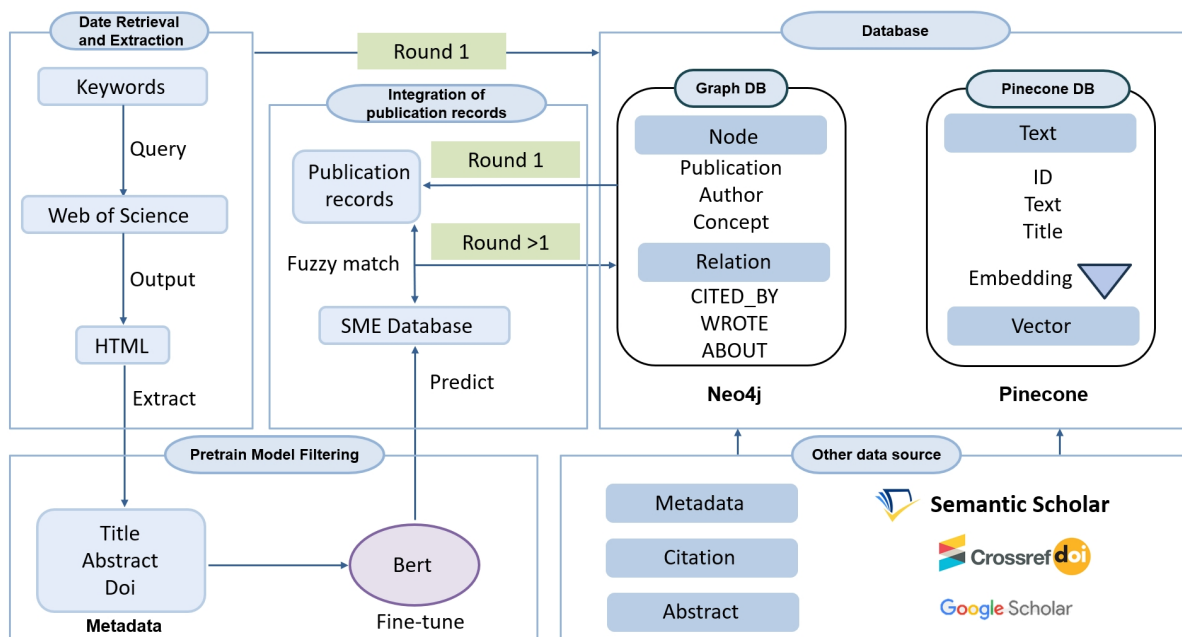 Date Retrieval
and Extraction
Keywords
Query
Web of Science
Output
HTML
Extract
Round 1
Integration of
publication records
Publication
records
Round 1
Round >1
Fuzzy match
SME Database
Predict
Database
Graph DB
Node
Publication
Author
Concept
Relation
CITED_BY
WROTE
ABOUT
Neo4j
Pinecone DB
Text
ID
Text
Title
Embedding
Vector
Pinecone
Pretrain Model Filtering
Title
Abstract
Doi
Metadata
Bert
Fine-tune
Other data source
Metadada
Citation
Abstract
Semantic Scholar
Crossref doi
Google Scholar